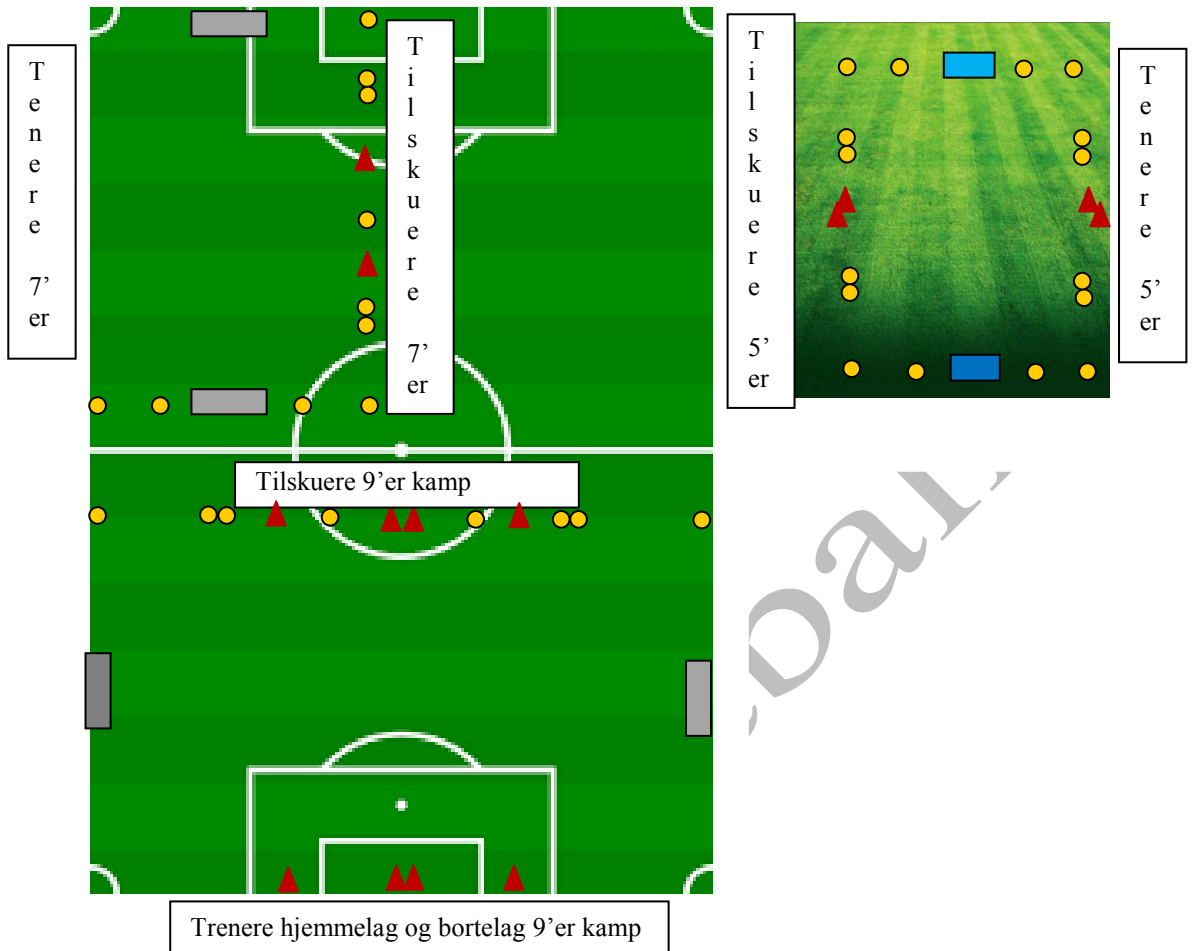 Tenere 7’er
Tilskuere 7’er
Tilskuere 5’er
Tenere 5’er
Tilskuere 9’er kamp
Trenere hjemmelag og bortelag 9’er kamp